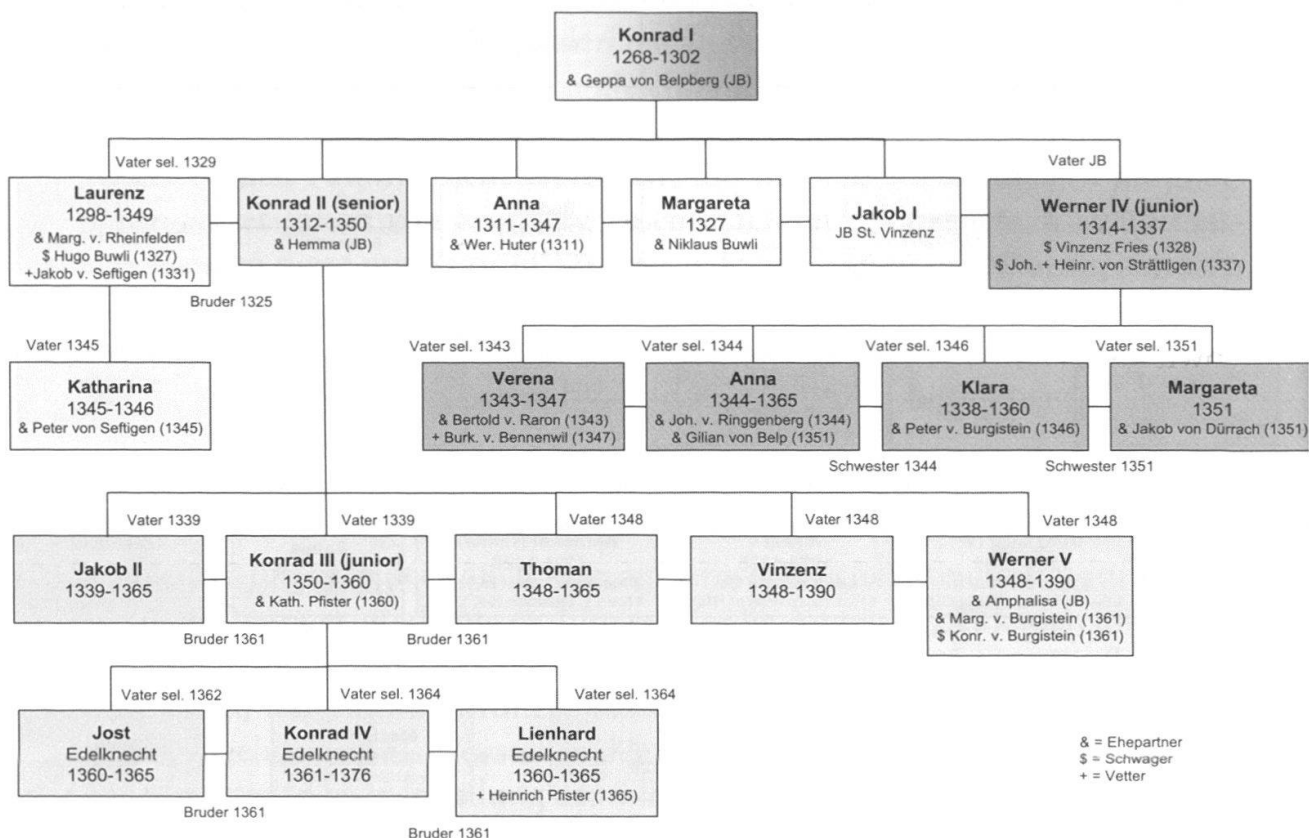 Konrad I
1268-1302
& Geppa von Belpberg (JB)
Vater sel. 1329
Vater JB
Laurenz
1298-1349
& Marg. v. Rheinfelden
$ Hugo Buwli (1327)
+Jakob v. Seftigen (1331)
Konrad II (senior)
1312-1350
& Hemma (JB)
Anna
1311-1347
& Wer. Huter (1311)
Margareta
1327
& Niklaus Buwli
Jakob I
JB St. Vinzenz
Werner IV (junior)
1314-1337
$ Vinzenz Fries (1328)
$ Joh. + Heinr. von Strättligen (1337)
Bruder 1325
Vater 1345
Vater sel. 1343
Vater sel. 1344
Vater sel. 1346
Vater sel. 1351
Katharina
1345-1346
& Peter von Seftigen (1345)
Verena
1343-1347
& Bertold v. Raron (1343)
+ Burk. v. Bennenwil (1347)
Anna
1344-1365
& Joh. v. Ringgenberg (1344)
& Gilian von Belp (1351)
Klara
1338-1360
& Peter v. Burgistein (1346)
Margareta
1351
& Jakob von Dürrach (1351)
Schwester 1344
Schwester 1351
Vater 1339
Vater 1339
Vater 1348
Vater 1348
Vater 1348
Jakob II
1339-1365
Konrad III (junior)
1350-1360
& Kath. Pfister (1360)
Thoman
1348-1365
Vinzenz
1348-1390
Werner V
1348-1390
& Amphalisa (JB)
& Marg. v. Burgistein (1361)
$ Konr. v. Burgistein (1361)
Bruder 1361
Bruder 1361
Vater sel. 1362
Vater sel. 1364
Vater sel. 1364
Jost
Edelknecht
1360-1365
Konrad IV
Edelknecht
1361-1376
Lienhard
Edelknecht
1360-1365
+ Heinrich Pfister (1365)
Bruder 1361
Bruder 1361
& = Ehepartner
$ = Schwager
+ = Vetter